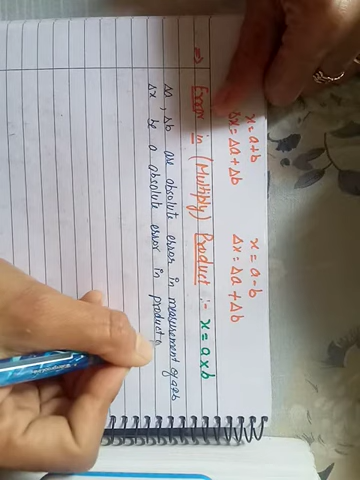 x = a+b        x = a-b
Δx = Δa + Δb        Δx = Δa + Δb
⇒ Error in (Multiply) Product :- x = a x b
Δa, Δb are absolute error in measurement of a&b
Δx be a absolute error in product